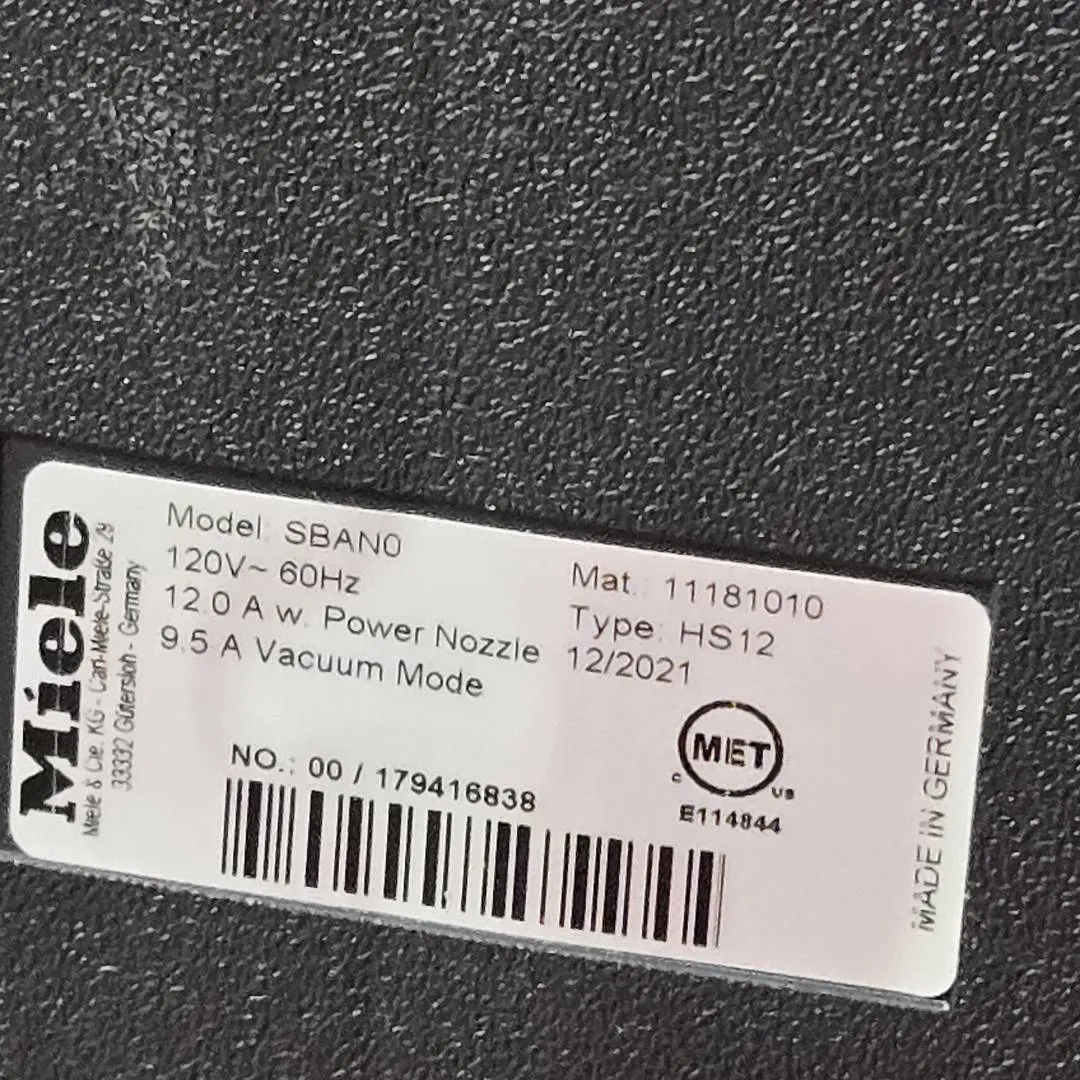 Miele
Miele & Cie. KG - Carl-Miele-Straße 29
33332 Gütersloh - Germany
Model: SBAN0
120V~ 60Hz
12.0 A w. Power Nozzle
9.5 A Vacuum Mode
Mat.: 11181010
Type: HS12
12/2021
NO.: 00 / 179416838
c MET us
E114844
MADE IN GERMANY